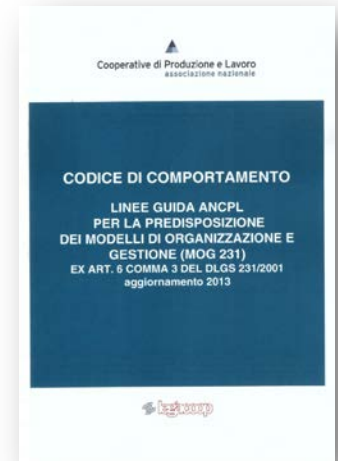 Cooperative di Produzione e Lavoro
associazione nazionale
CODICE DI COMPORTAMENTO
LINEE GUIDA ANCPL
PER LA PREDISPOSIZIONE
DEI MODELLI DI ORGANIZZAZIONE E
GESTIONE (MOG 231)
EX ART. 6 COMMA 3 DEL DLGS 231/2001
aggiornamento 2013
legacoop